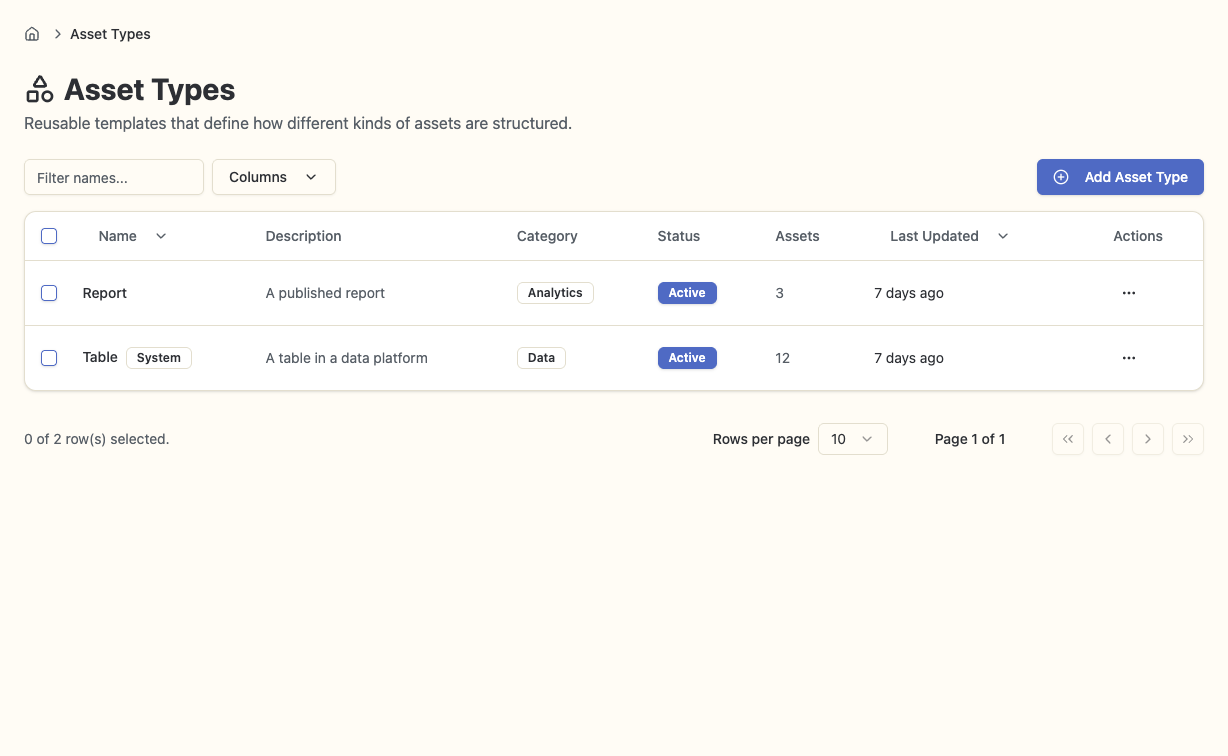 Asset Types
Asset Types
Reusable templates that define how different kinds of assets are structured.
Filter names...
Columns
Add Asset Type
Name Description Category Status Assets Last Updated Actions
Report A published report Analytics Active 3 7 days ago
Table System A table in a data platform Data Active 12 7 days ago
0 of 2 row(s) selected. Rows per page 10 Page 1 of 1